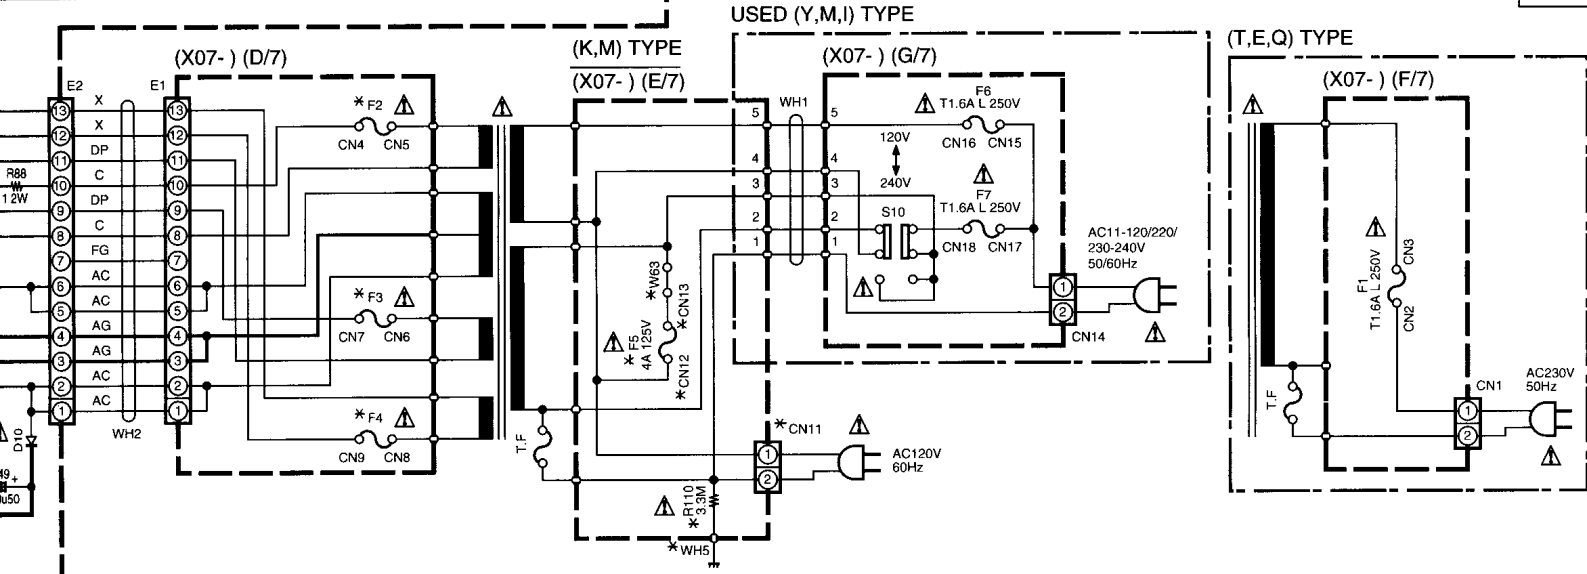 USED (Y,M,I) TYPE
(K,M) TYPE
(X07- ) (D/7)
(X07- ) (E/7)
(X07- ) (G/7)
(T,E,Q) TYPE
(X07- ) (F/7)
E2
E1
X
X
DP
C
DP
C
FG
AC
AC
AG
AG
AC
AC
13
12
11
10
9
8
7
6
5
4
3
2
1
13
12
11
10
9
8
7
6
5
4
3
2
1
WH2
R88
1 2W
D10
49
0u50
* F2
CN4 CN5
* F3
CN7 CN6
* F4
CN9 CN8
T.F
*W63
*CN13
* F5
4A 125V
*CN12
5
4
3
2
1
WH1
5
4
3
2
1
F6
T1.6A L 250V
CN16 CN15
120V
240V
F7
T1.6A L 250V
S10
CN18 CN17
AC11-120/220/
230-240V
50/60Hz
1
2
CN14
* CN11
1
2
AC120V
60Hz
* R110
3.3M
* WH5
T.F
F1
T1.6A L 250V
CN3
CN2
CN1
1
2
AC230V
50Hz